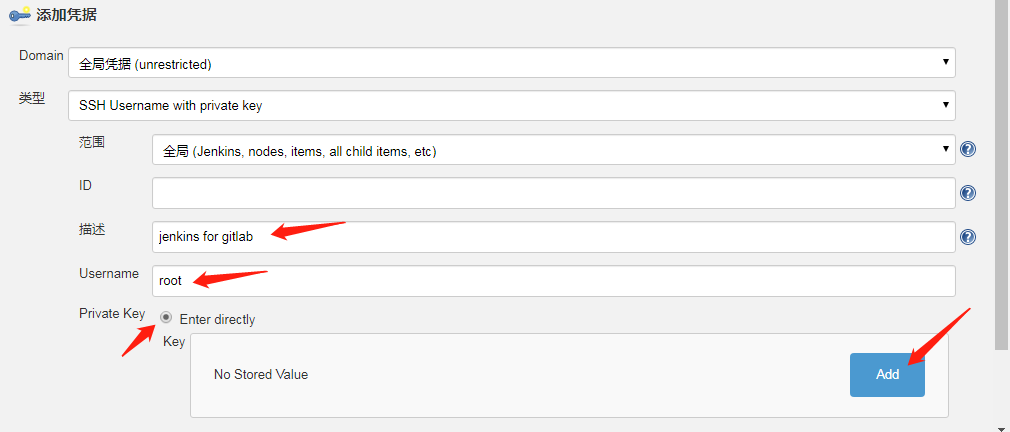 添加凭据
Domain
全局凭据 (unrestricted)
类型
SSH Username with private key
范围
全局 (Jenkins, nodes, items, all child items, etc)
ID
描述
jenkins for gitlab
Username
root
Private Key
Enter directly
Key
No Stored Value
Add